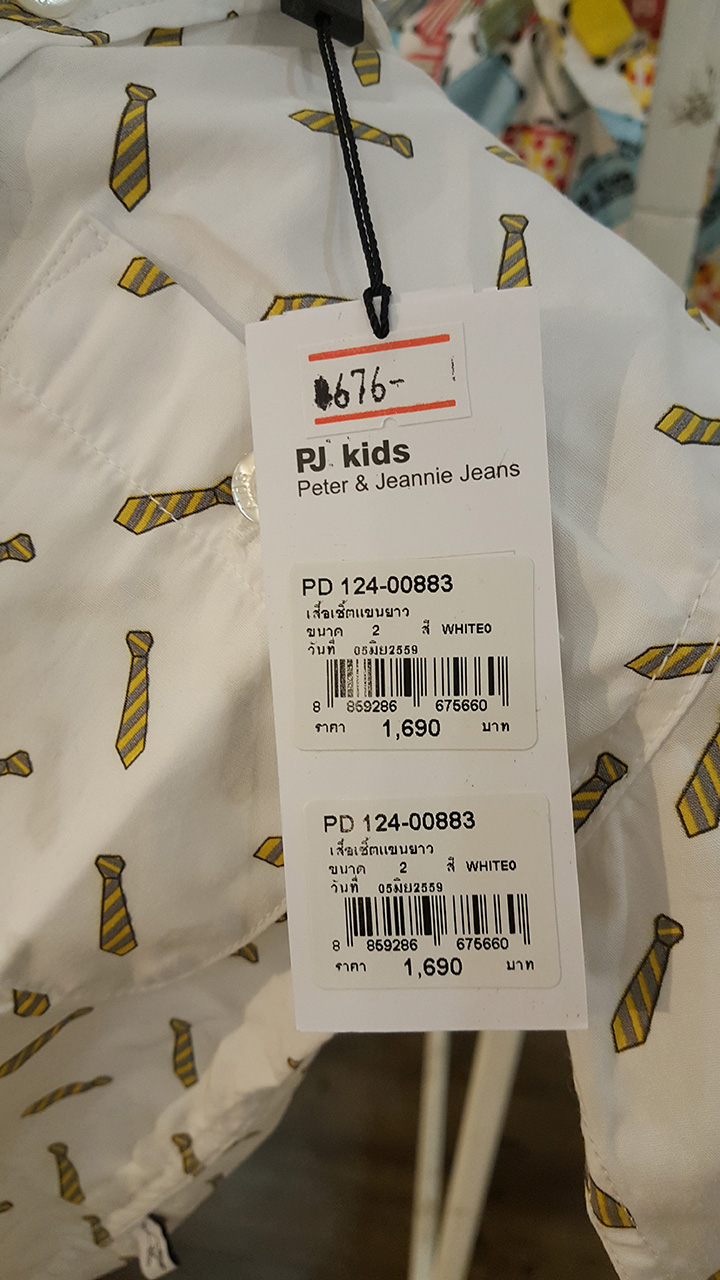 676-
PJ kids
Peter & Jeannie Jeans
PD 124-00883
เสื้อเชิ้ตแขนยาว
ขนาด 2 สี WHITE0
วันที่ 05มิย2559
8 859286 675660
ราคา 1,690 บาท
PD 124-00883
เสื้อเชิ้ตแขนยาว
ขนาด 2 สี WHITE0
วันที่ 05มิย2559
8 859286 675660
ราคา 1,690 บาท